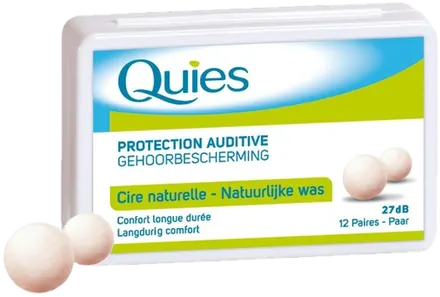 Quies
PROTECTION AUDITIVE
GEHOORBESCHERMING
Cire naturelle - Natuurlijke was
Confort longue durée
Langdurig comfort
27dB
12 Paires - Paar